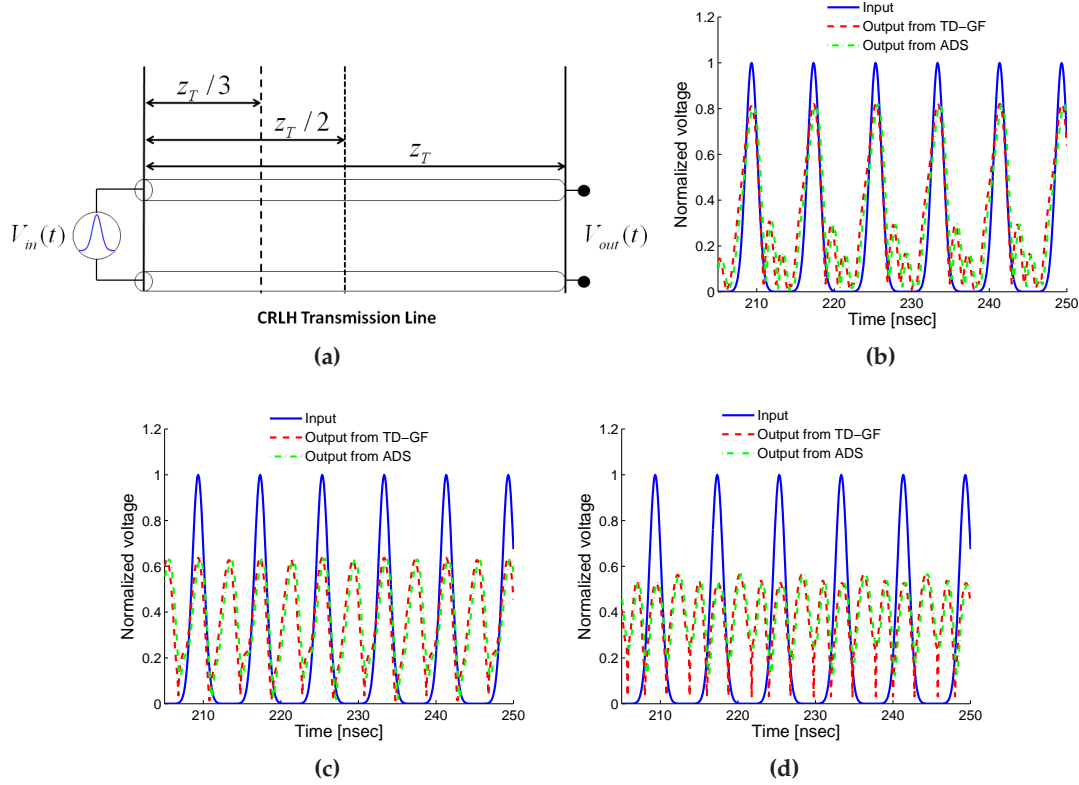 z_T / 3
z_T / 2
z_T
V_in(t)
V_out(t)
CRLH Transmission Line
(a)
Input
Output from TD−GF
Output from ADS
1.2
1
0.8
0.6
0.4
0.2
0
Normalized voltage
210 220 230 240 250
Time [nsec]
(b)
Input
Output from TD−GF
Output from ADS
1.2
1
0.8
0.6
0.4
0.2
0
Normalized voltage
210 220 230 240 250
Time [nsec]
(c)
Input
Output from TD−GF
Output from ADS
1.2
1
0.8
0.6
0.4
0.2
0
Normalized voltage
210 220 230 240 250
Time [nsec]
(d)